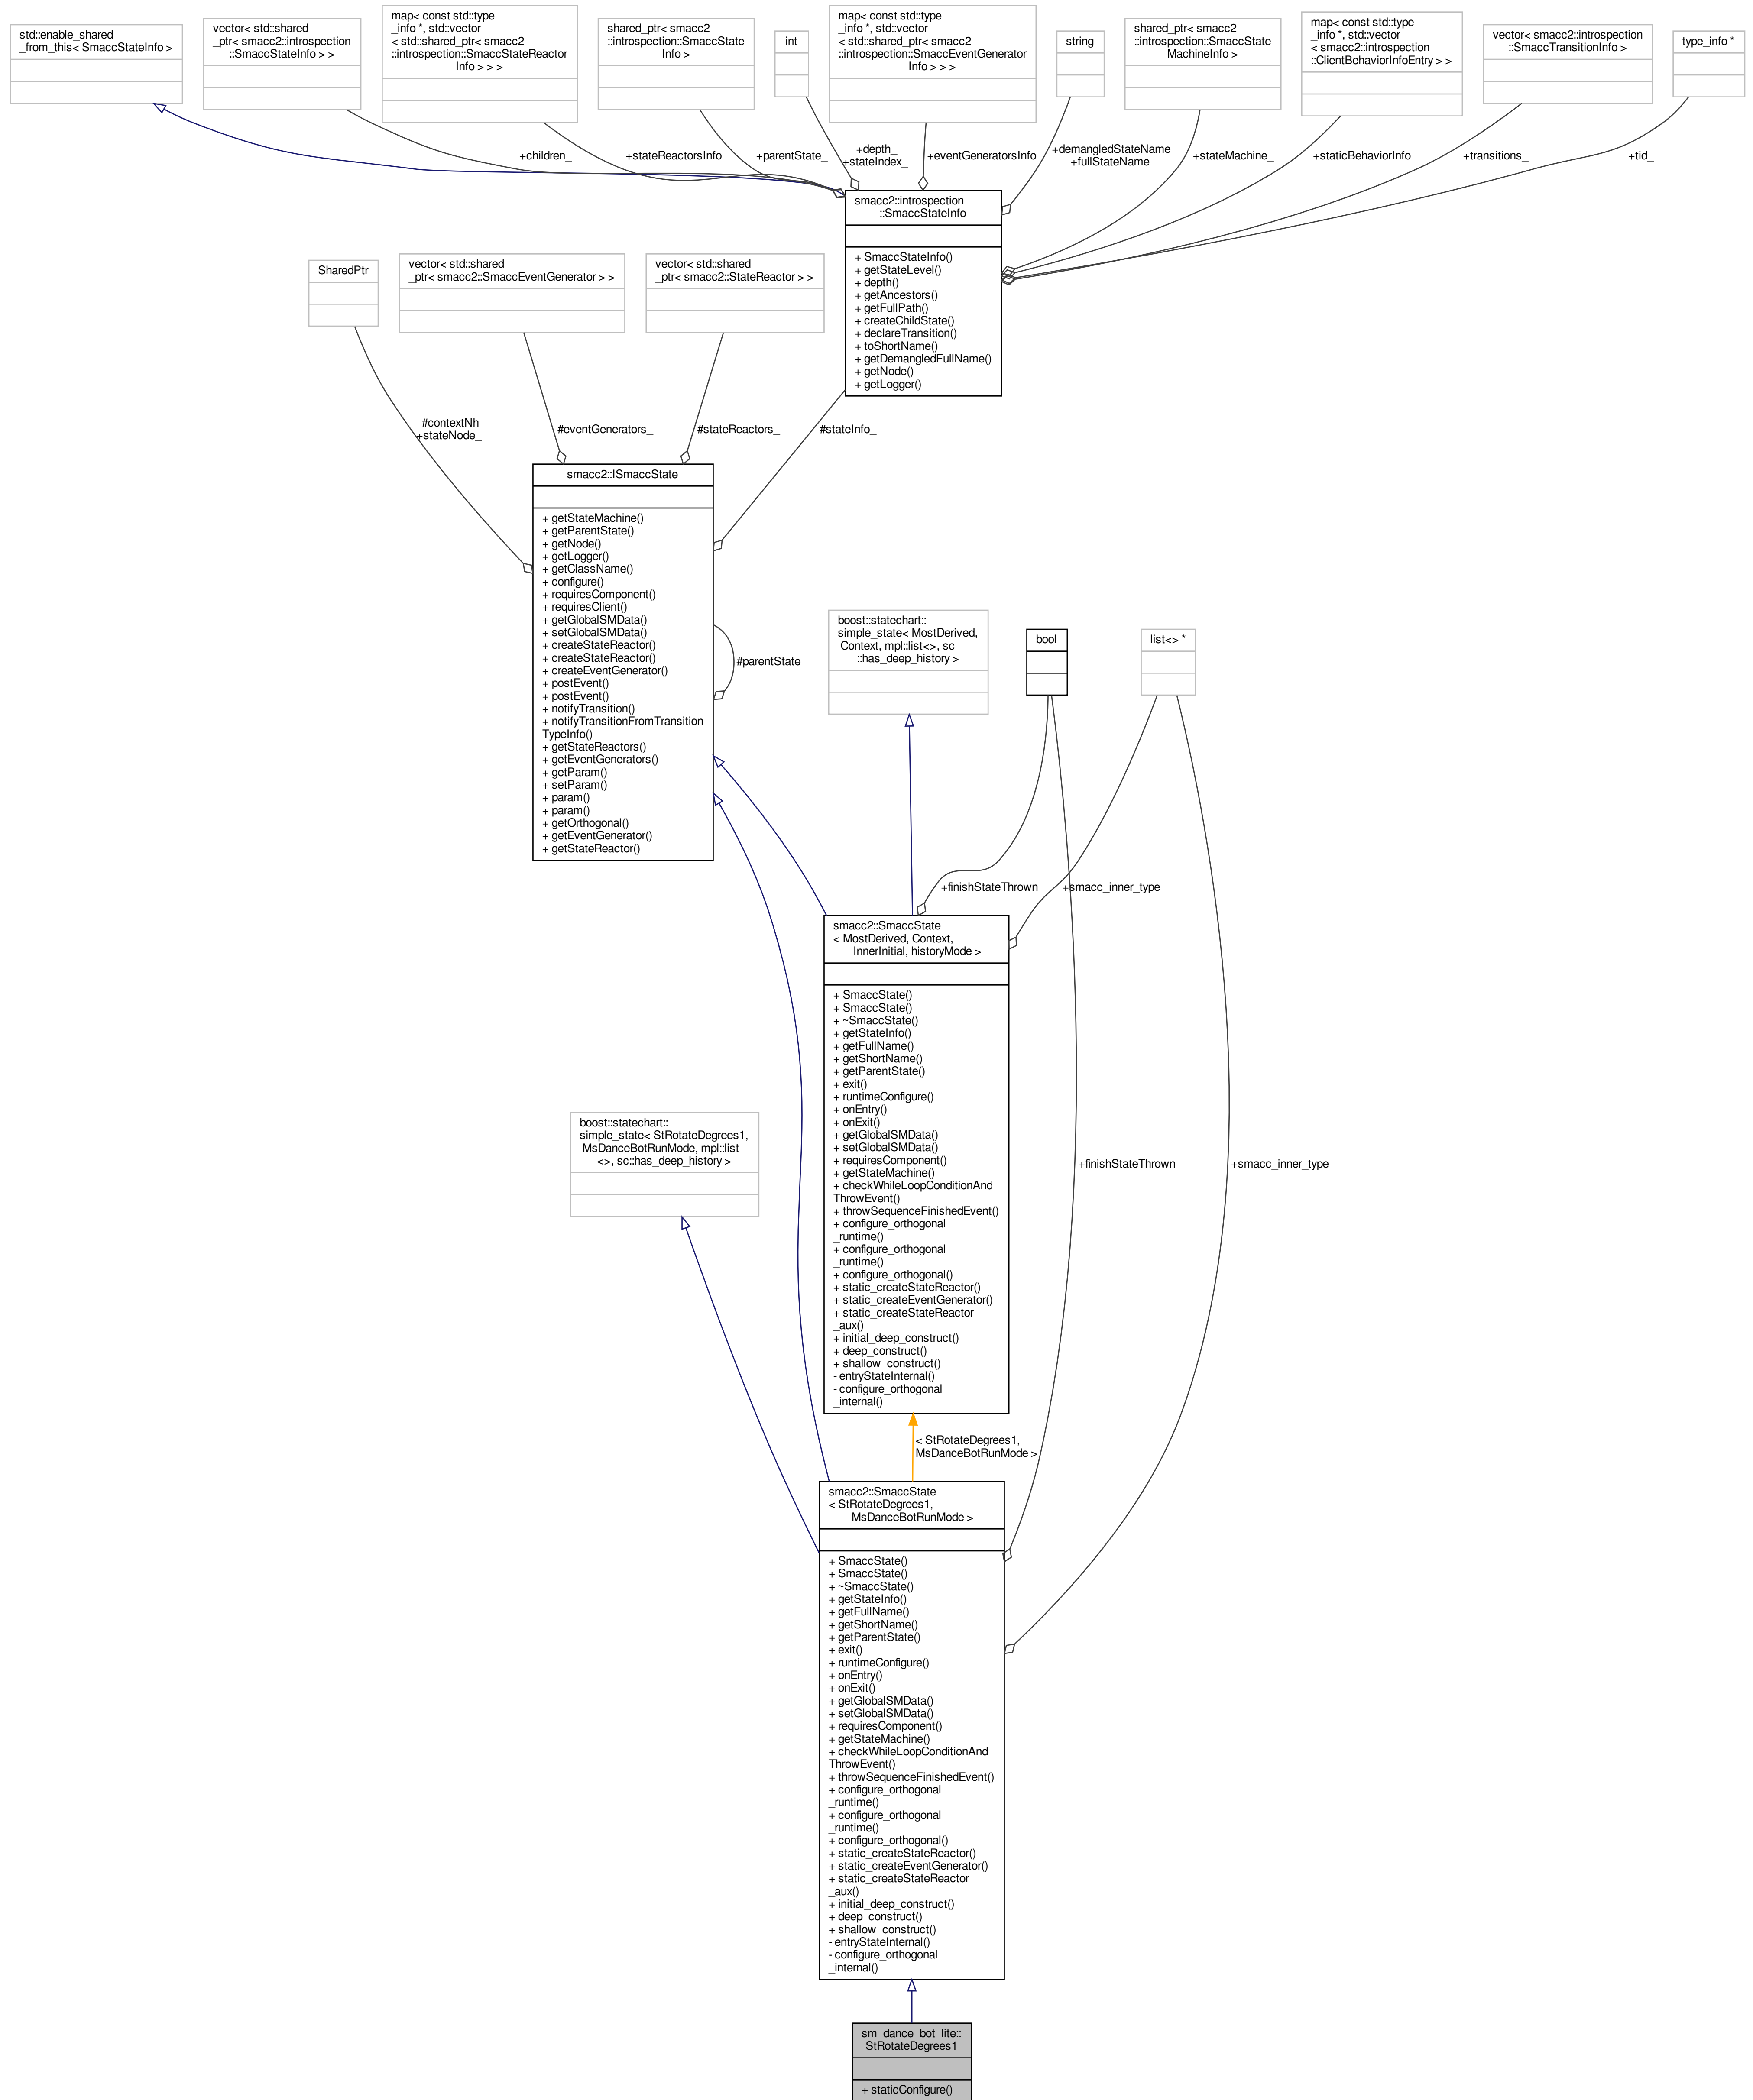 std::enable_shared
_from_this< SmaccStateInfo >
vector< std::shared
_ptr< smacc2::introspection
::SmaccStateInfo > >
map< const std::type
_info *, std::vector
< std::shared_ptr< smacc2
::introspection::SmaccStateReactor
Info > > >
shared_ptr< smacc2
::introspection::SmaccState
Info >
int
map< const std::type
_info *, std::vector
< std::shared_ptr< smacc2
::introspection::SmaccEventGenerator
Info > > >
string
shared_ptr< smacc2
::introspection::SmaccState
MachineInfo >
map< const std::type
_info *, std::vector
< smacc2::introspection
::ClientBehaviorInfoEntry > >
vector< smacc2::introspection
::SmaccTransitionInfo >
type_info *
+children_
+stateReactorsInfo
+parentState_
+depth_
+stateIndex_
+eventGeneratorsInfo
+demangledStateName
+fullStateName
+stateMachine_
+staticBehaviorInfo
+transitions_
+tid_
smacc2::introspection
::SmaccStateInfo
+ SmaccStateInfo()
+ getStateLevel()
+ depth()
+ getAncestors()
+ getFullPath()
+ createChildState()
+ declareTransition()
+ toShortName()
+ getDemangledFullName()
+ getNode()
+ getLogger()
SharedPtr
vector< std::shared
_ptr< smacc2::SmaccEventGenerator > >
vector< std::shared
_ptr< smacc2::StateReactor > >
#contextNh
+stateNode_
#eventGenerators_
#stateReactors_
#stateInfo_
smacc2::ISmaccState
+ getStateMachine()
+ getParentState()
+ getNode()
+ getLogger()
+ getClassName()
+ configure()
+ requiresComponent()
+ requiresClient()
+ getGlobalSMData()
+ setGlobalSMData()
+ createStateReactor()
+ createStateReactor()
+ createEventGenerator()
+ postEvent()
+ postEvent()
+ notifyTransition()
+ notifyTransitionFromTransition
TypeInfo()
+ getStateReactors()
+ getEventGenerators()
+ getParam()
+ setParam()
+ param()
+ param()
+ getOrthogonal()
+ getEventGenerator()
+ getStateReactor()
#parentState_
boost::statechart::
simple_state< MostDerived,
Context, mpl::list<>, sc
::has_deep_history >
bool
list<> *
+finishStateThrown
+smacc_inner_type
smacc2::SmaccState
< MostDerived, Context,
InnerInitial, historyMode >
+ SmaccState()
+ SmaccState()
+ ~SmaccState()
+ getStateInfo()
+ getFullName()
+ getShortName()
+ getParentState()
+ exit()
+ runtimeConfigure()
+ onEntry()
+ onExit()
+ getGlobalSMData()
+ setGlobalSMData()
+ requiresComponent()
+ getStateMachine()
+ checkWhileLoopConditionAnd
ThrowEvent()
+ throwSequenceFinishedEvent()
+ configure_orthogonal
_runtime()
+ configure_orthogonal
_runtime()
+ configure_orthogonal()
+ static_createStateReactor()
+ static_createEventGenerator()
+ static_createStateReactor
_aux()
+ initial_deep_construct()
+ deep_construct()
+ shallow_construct()
- entryStateInternal()
- configure_orthogonal
_internal()
boost::statechart::
simple_state< StRotateDegrees1,
MsDanceBotRunMode, mpl::list
<>, sc::has_deep_history >
+finishStateThrown
+smacc_inner_type
< StRotateDegrees1,
MsDanceBotRunMode >
smacc2::SmaccState
< StRotateDegrees1,
MsDanceBotRunMode >
+ SmaccState()
+ SmaccState()
+ ~SmaccState()
+ getStateInfo()
+ getFullName()
+ getShortName()
+ getParentState()
+ exit()
+ runtimeConfigure()
+ onEntry()
+ onExit()
+ getGlobalSMData()
+ setGlobalSMData()
+ requiresComponent()
+ getStateMachine()
+ checkWhileLoopConditionAnd
ThrowEvent()
+ throwSequenceFinishedEvent()
+ configure_orthogonal
_runtime()
+ configure_orthogonal
_runtime()
+ configure_orthogonal()
+ static_createStateReactor()
+ static_createEventGenerator()
+ static_createStateReactor
_aux()
+ initial_deep_construct()
+ deep_construct()
+ shallow_construct()
- entryStateInternal()
- configure_orthogonal
_internal()
sm_dance_bot_lite::
StRotateDegrees1
+ staticConfigure()